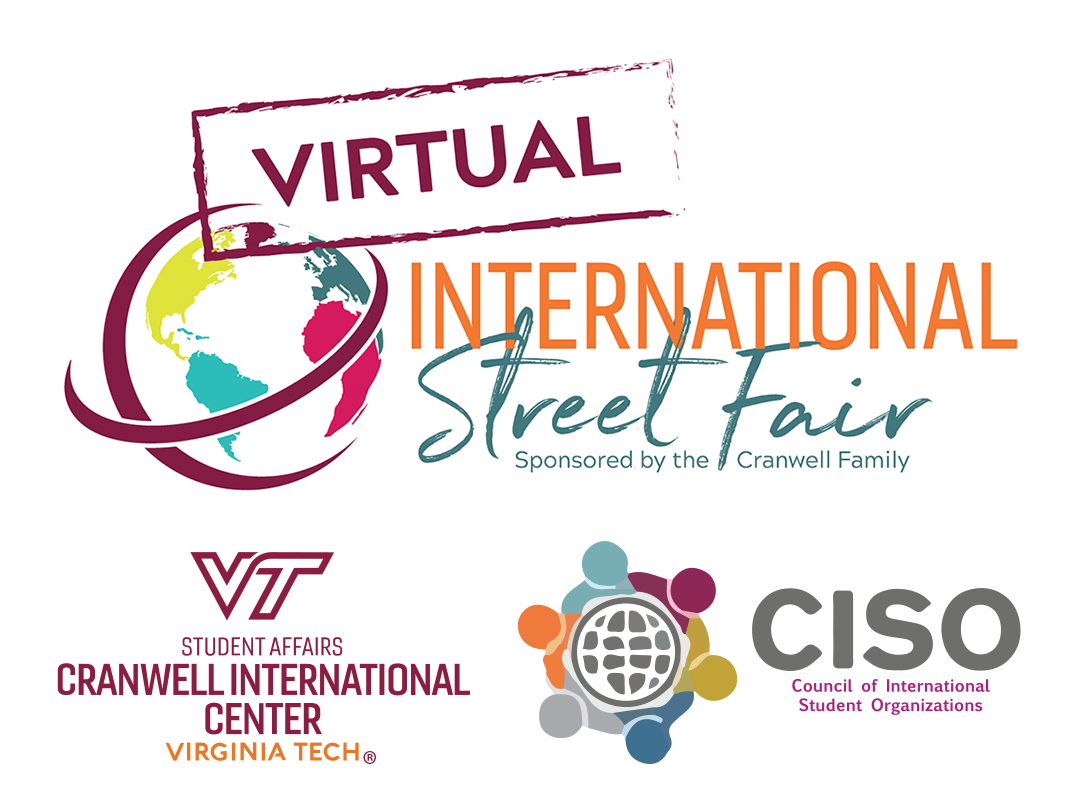 VIRTUAL
INTERNATIONAL
Street Fair
Sponsored by the Cranwell Family
VT
STUDENT AFFAIRS
CRANWELL INTERNATIONAL
CENTER
VIRGINIA TECH®
CISO
Council of International
Student Organizations